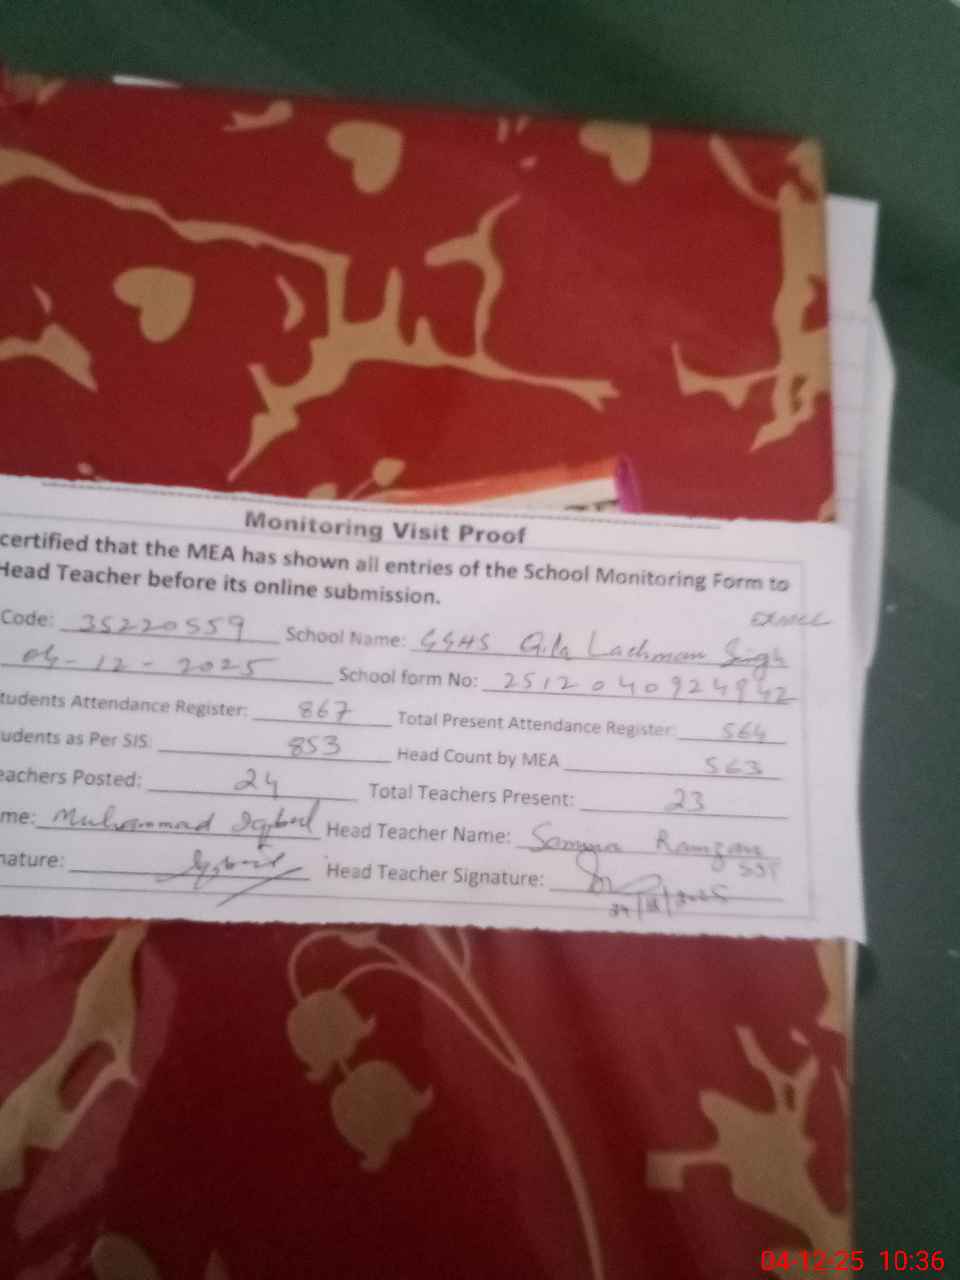 Monitoring Visit Proof
certified that the MEA has shown all entries of the School Monitoring Form to
Head Teacher before its online submission.
Code: 35220559 School Name: GGHS Qila Lachman Singh
04-12-2025 School form No: 2512040924942
tudents Attendance Register: 867 Total Present Attendance Register: 564
udents as Per SIS: 853 Head Count by MEA 563
eachers Posted: 24 Total Teachers Present: 23
me: Muhammad Iqbal Head Teacher Name: Samina Ramzan
SST
nature: Head Teacher Signature:
04-12-25 10:36